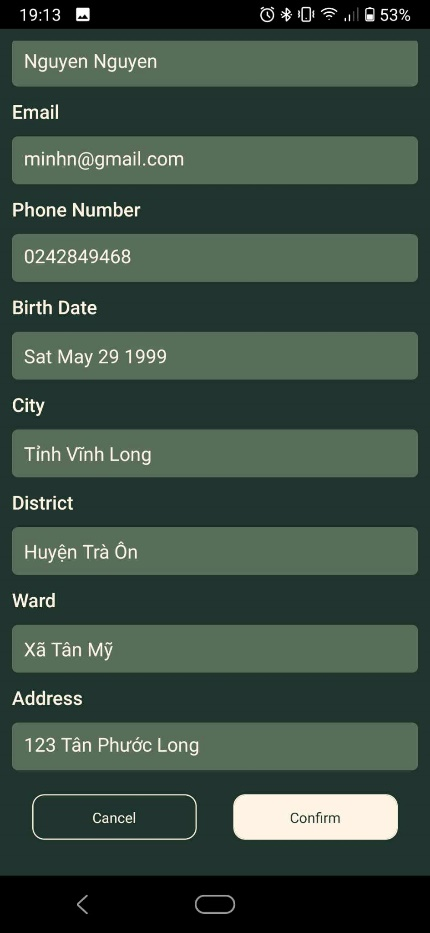 19:13
53%
Nguyen Nguyen
Email
minhn@gmail.com
Phone Number
0242849468
Birth Date
Sat May 29 1999
City
Tỉnh Vĩnh Long
District
Huyện Trà Ôn
Ward
Xã Tân Mỹ
Address
123 Tân Phước Long
Cancel
Confirm